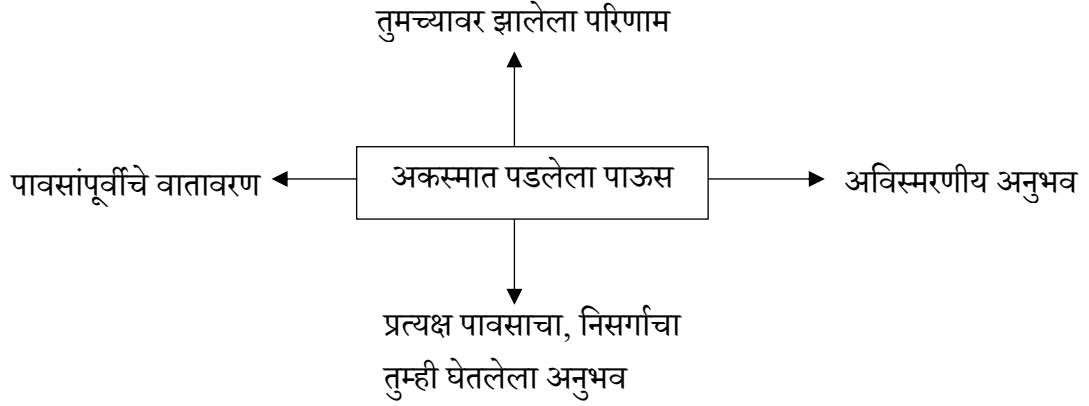 तुमच्यावर झालेला परिणाम
पावसांपूर्वीचे वातावरण
अकस्मात पडलेला पाऊस
अविस्मरणीय अनुभव
प्रत्यक्ष पावसाचा, निसर्गाचा
तुम्ही घेतलेला अनुभव